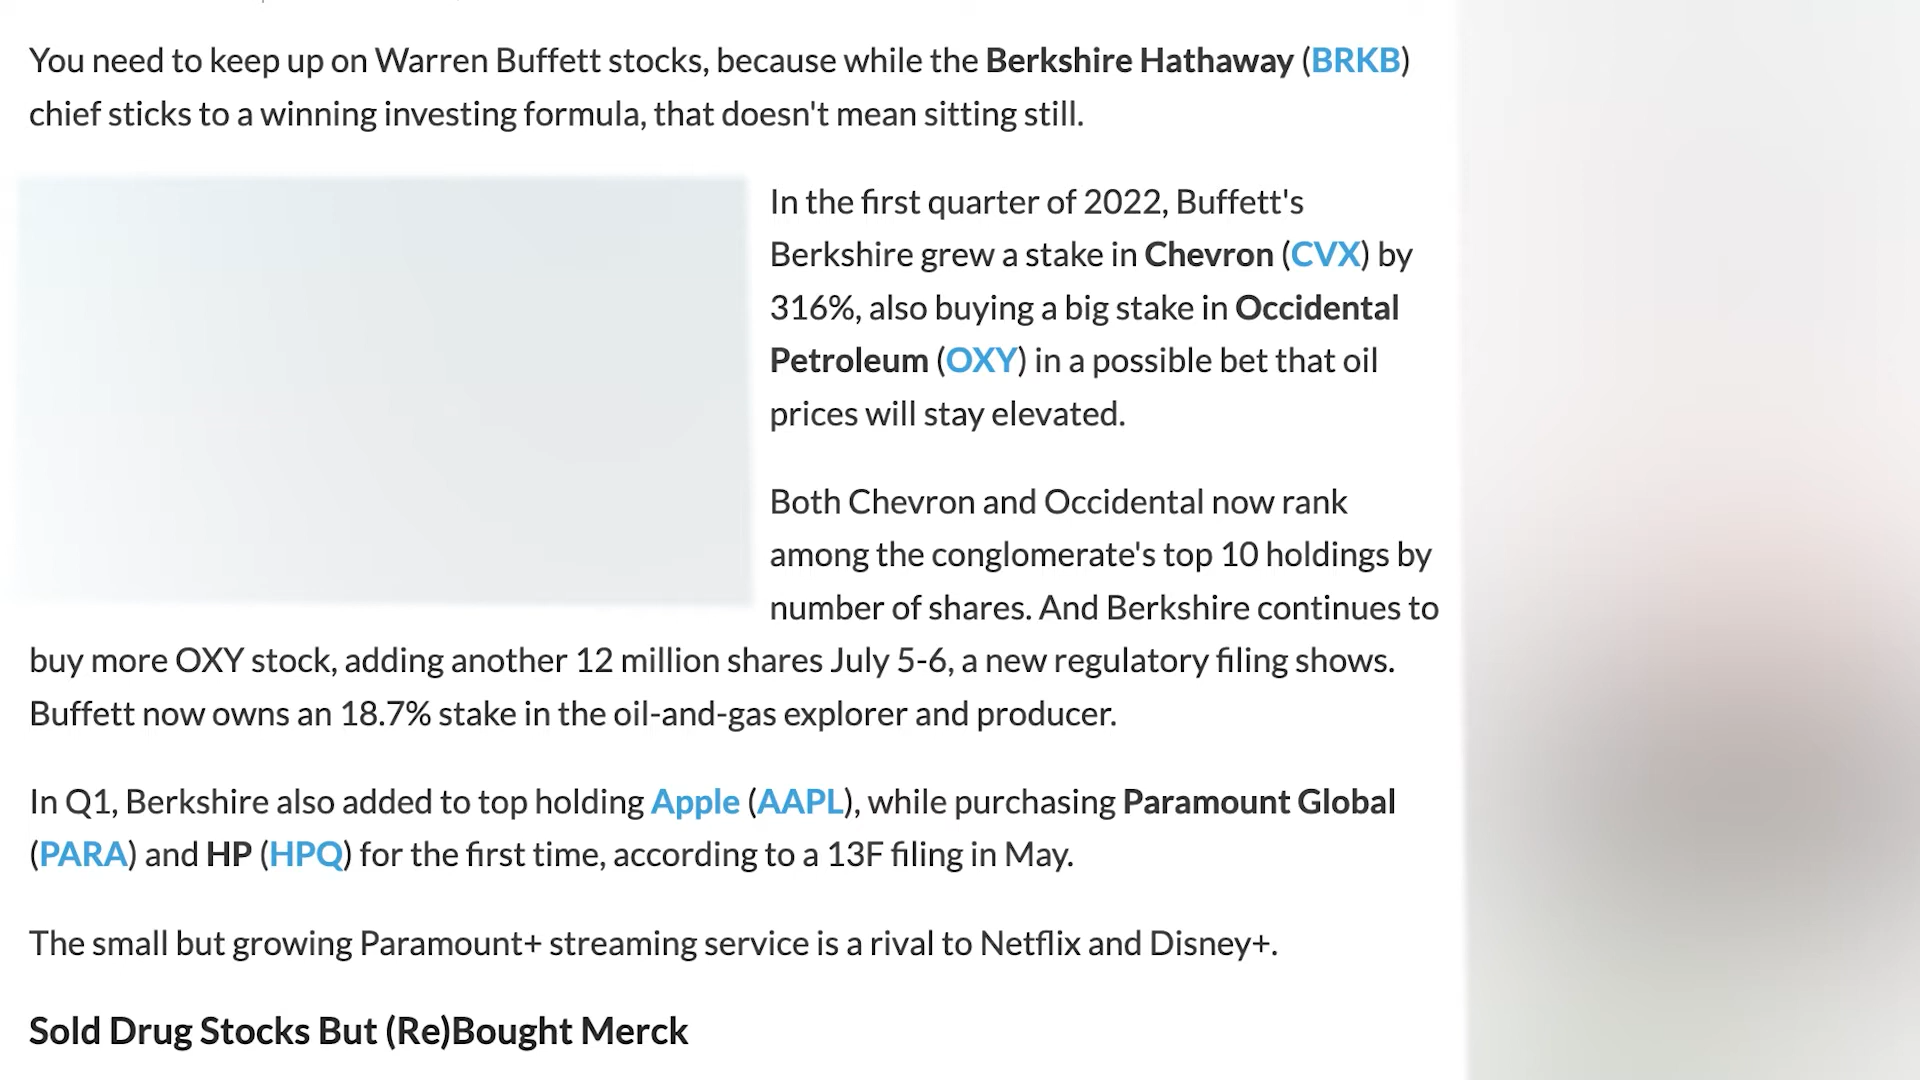 You need to keep up on Warren Buffett stocks, because while the Berkshire Hathaway (BRKB)
chief sticks to a winning investing formula, that doesn't mean sitting still.
In the first quarter of 2022, Buffett's
Berkshire grew a stake in Chevron (CVX) by
316%, also buying a big stake in Occidental
Petroleum (OXY) in a possible bet that oil
prices will stay elevated.
Both Chevron and Occidental now rank
among the conglomerate's top 10 holdings by
number of shares. And Berkshire continues to
buy more OXY stock, adding another 12 million shares July 5-6, a new regulatory filing shows.
Buffett now owns an 18.7% stake in the oil-and-gas explorer and producer.
In Q1, Berkshire also added to top holding Apple (AAPL), while purchasing Paramount Global
(PARA) and HP (HPQ) for the first time, according to a 13F filing in May.
The small but growing Paramount+ streaming service is a rival to Netflix and Disney+.
Sold Drug Stocks But (Re)Bought Merck